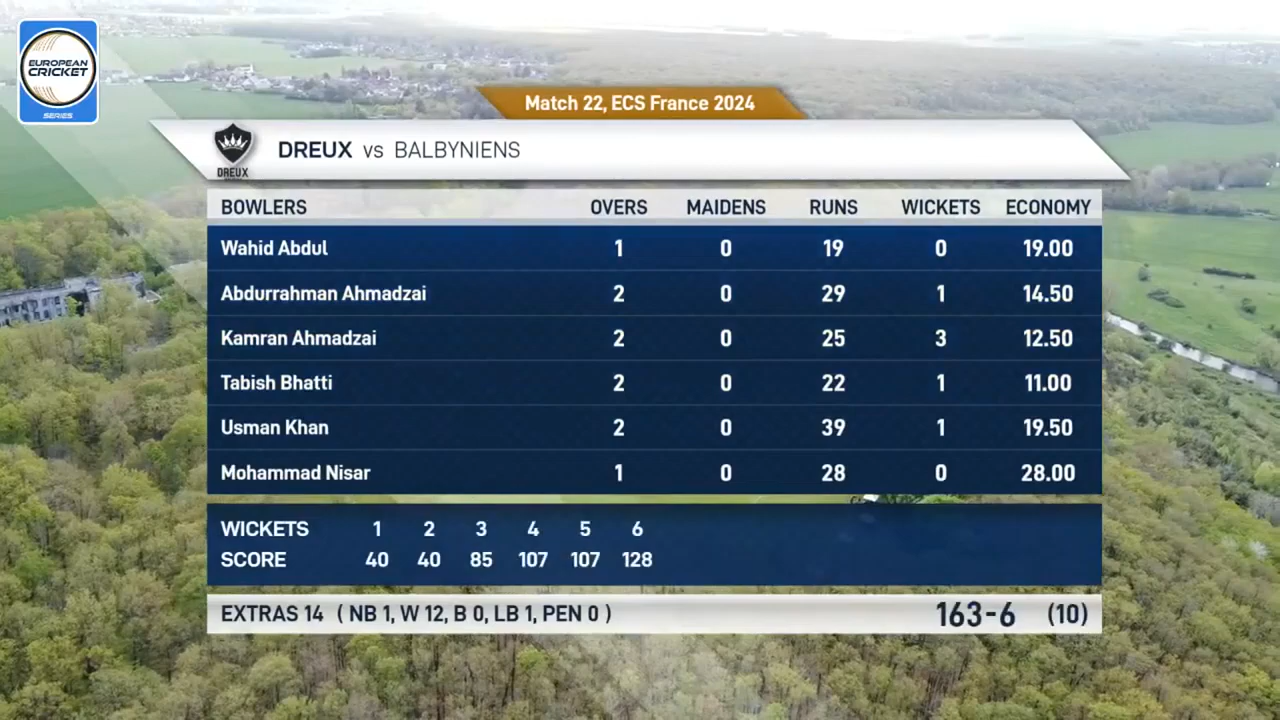 EUROPEAN
CRICKET
SERIES
Match 22, ECS France 2024
DREUX
DREUX vs BALBYNIENS
BOWLERS OVERS MAIDENS RUNS WICKETS ECONOMY
Wahid Abdul 1 0 19 0 19.00
Abdurrahman Ahmadzai 2 0 29 1 14.50
Kamran Ahmadzai 2 0 25 3 12.50
Tabish Bhatti 2 0 22 1 11.00
Usman Khan 2 0 39 1 19.50
Mohammad Nisar 1 0 28 0 28.00
WICKETS 1 2 3 4 5 6
SCORE 40 40 85 107 107 128
EXTRAS 14 ( NB 1, W 12, B 0, LB 1, PEN 0 ) 163-6 (10)